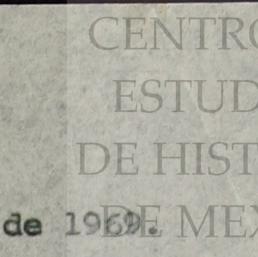 CENTRO
ESTUD
DE HIST
DE MEX
de 1969.